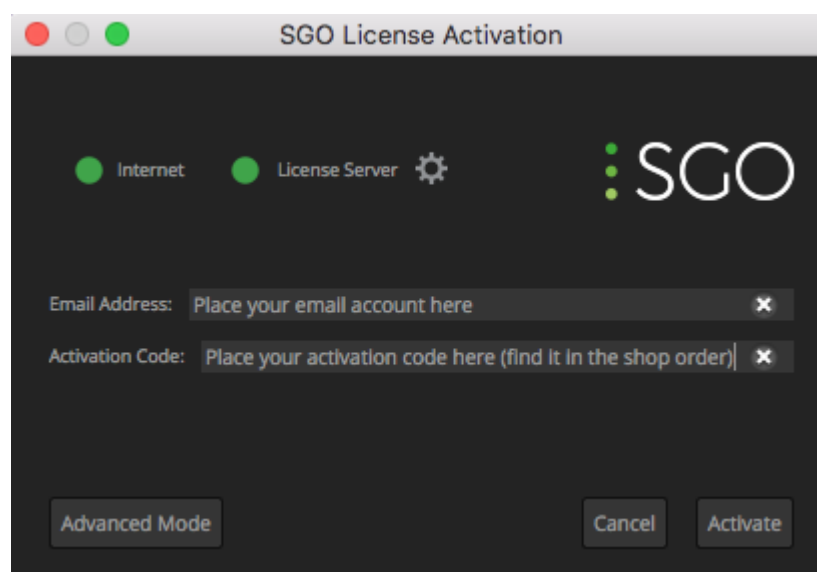 SGO License Activation
Internet
License Server
SGO
Email Address: Place your email account here
Activation Code: Place your activation code here (find it in the shop order)
Advanced Mode
Cancel
Activate